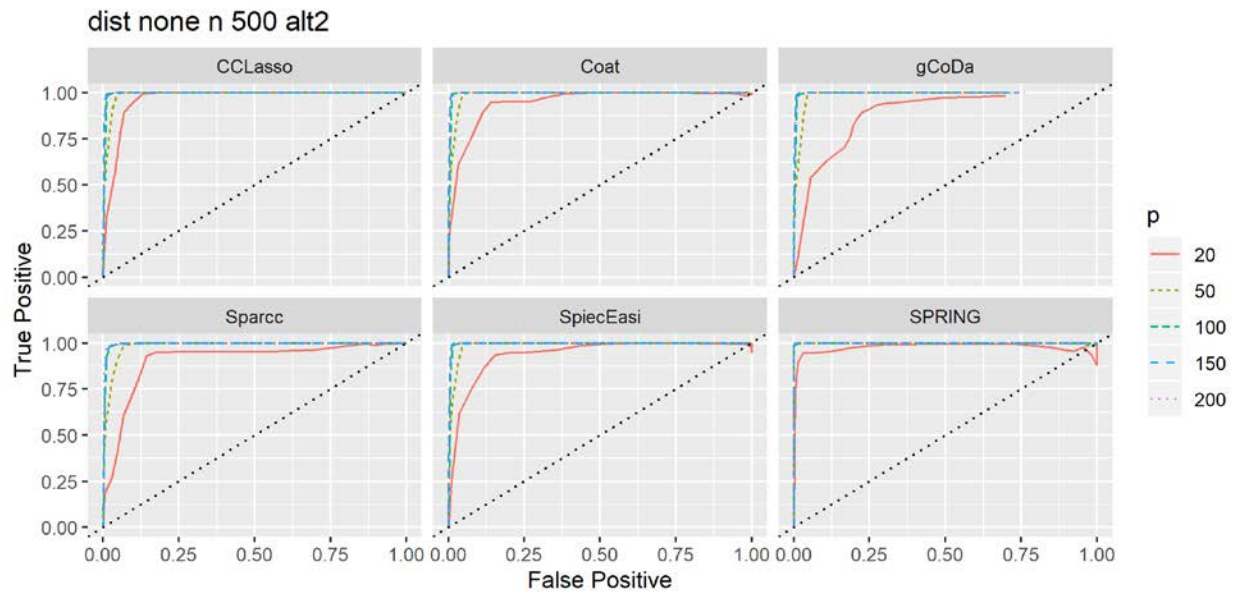 dist none n 500 alt2
CCLasso Coat gCoDa
1.00
0.75
0.50
0.25
0.00
Sparcc SpiecEasi SPRING
1.00
0.75
0.50
0.25
0.00
0.00 0.25 0.50 0.75 1.00 0.00 0.25 0.50 0.75 1.00 0.00 0.25 0.50 0.75 1.00
False Positive
True Positive
p
20
50
100
150
200